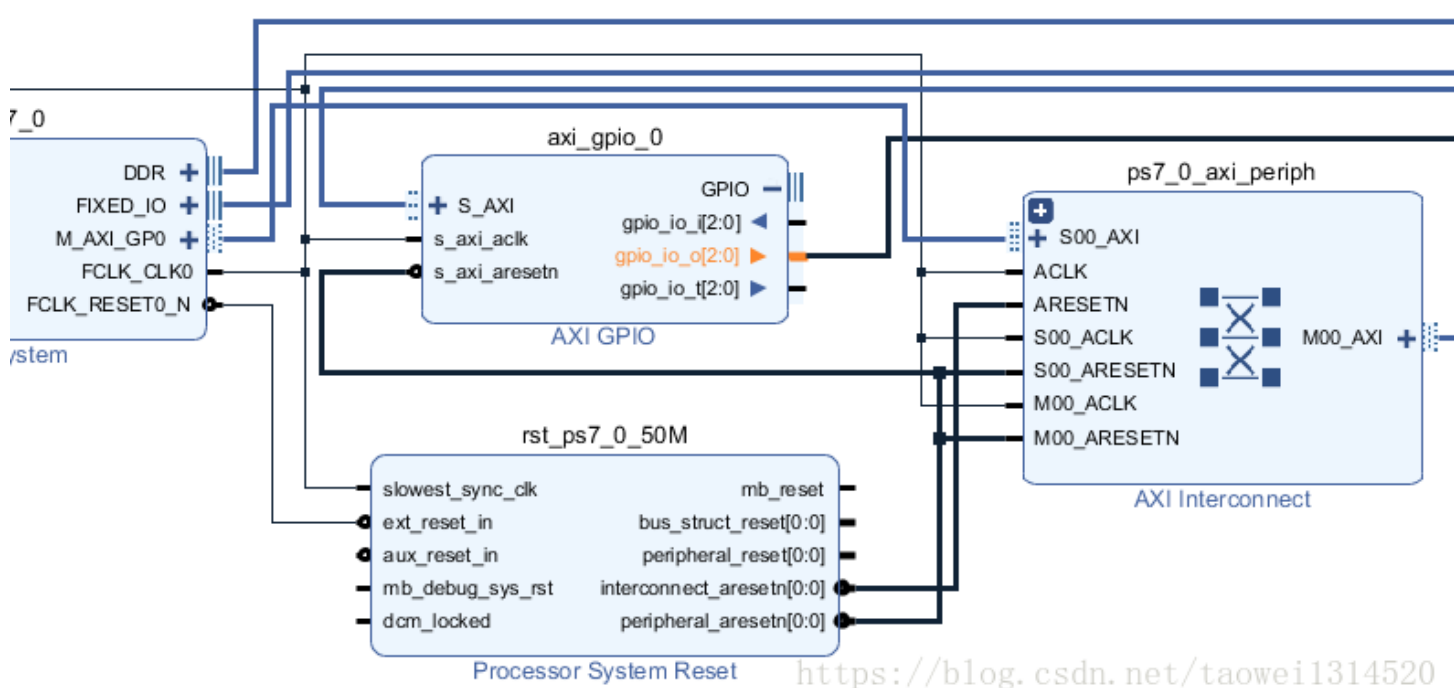 7_0
DDR
FIXED_IO
M_AXI_GP0
FCLK_CLK0
FCLK_RESET0_N
ystem
axi_gpio_0
S_AXI
s_axi_aclk
s_axi_aresetn
GPIO
gpio_io_i[2:0]
gpio_io_o[2:0]
gpio_io_t[2:0]
AXI GPIO
ps7_0_axi_periph
S00_AXI
ACLK
ARESETN
S00_ACLK
S00_ARESETN
M00_ACLK
M00_ARESETN
M00_AXI
AXI Interconnect
rst_ps7_0_50M
slowest_sync_clk
ext_reset_in
aux_reset_in
mb_debug_sys_rst
dcm_locked
mb_reset
bus_struct_reset[0:0]
peripheral_reset[0:0]
interconnect_aresetn[0:0]
peripheral_aresetn[0:0]
Processor System Reset
https://blog.csdn.net/taowei1314520